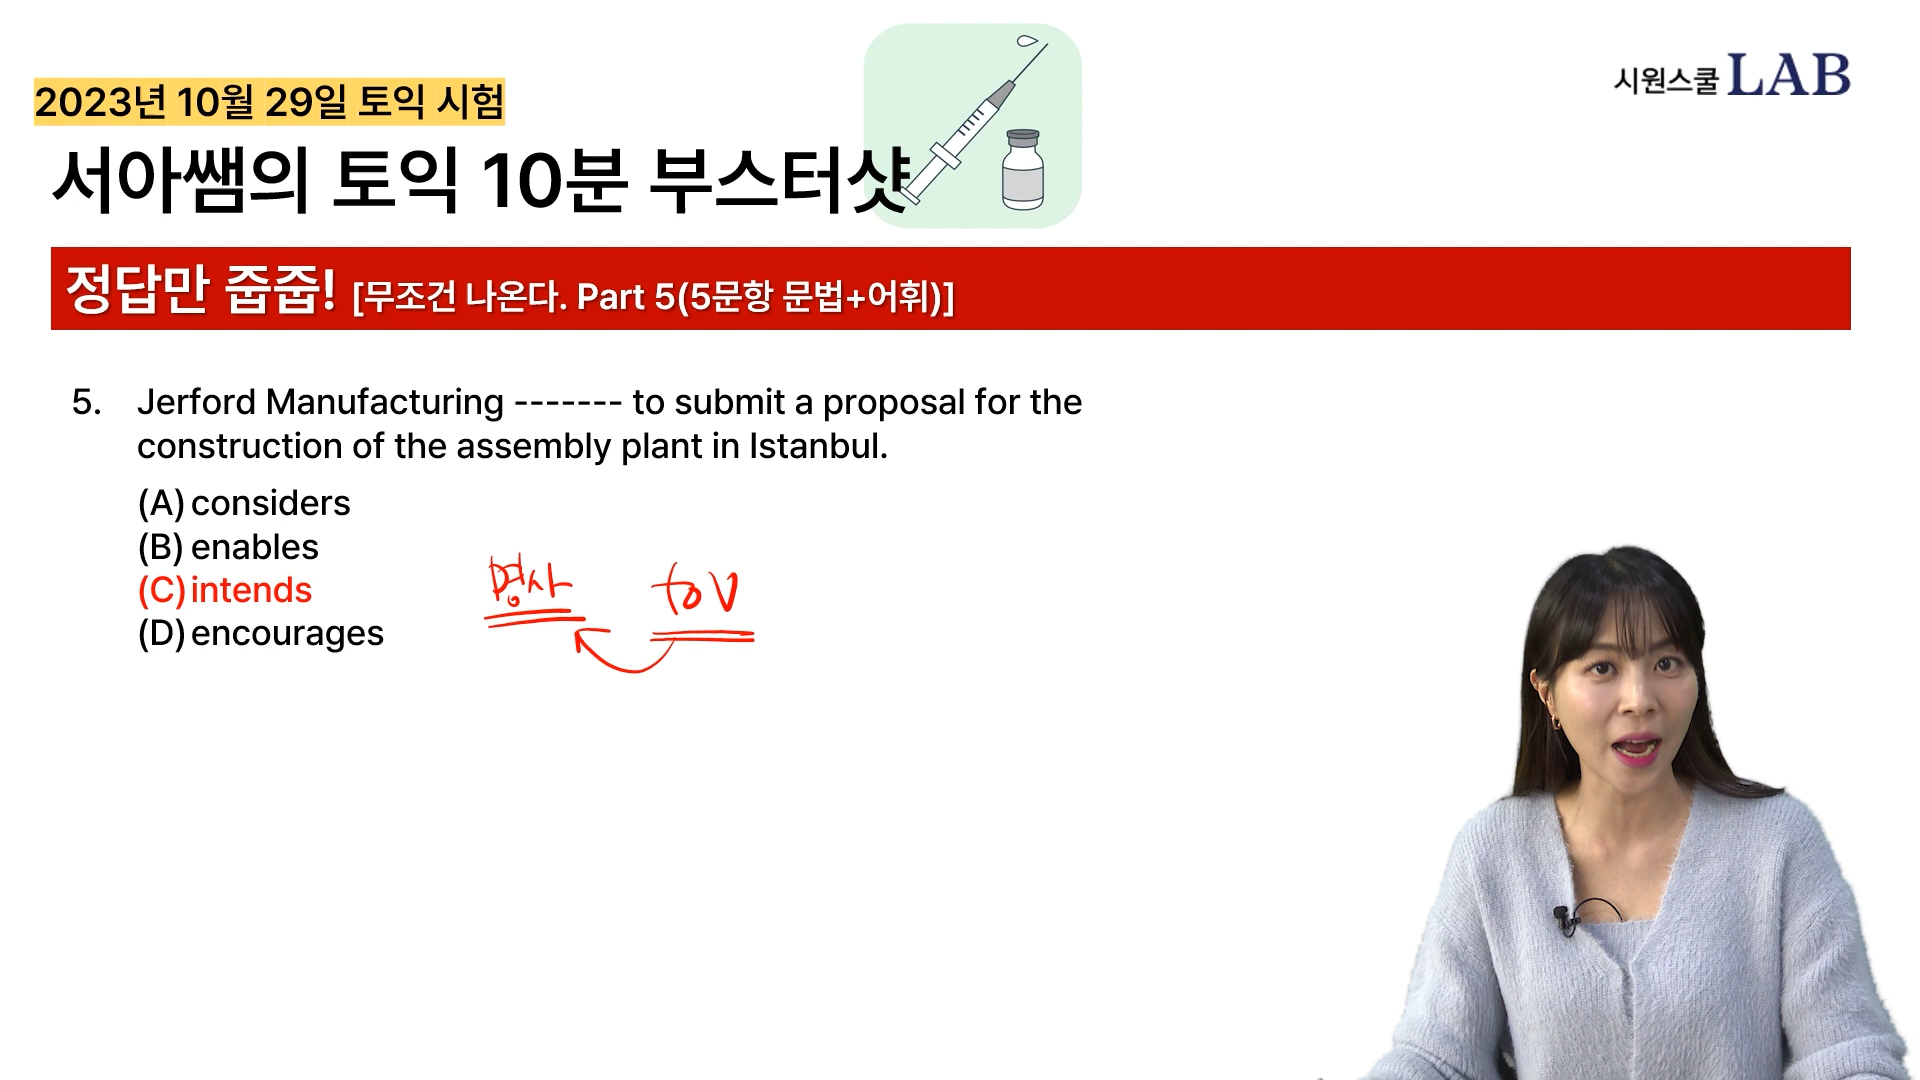 2023년 10월 29일 토익 시험
시원스쿨 LAB
서아쌤의 토익 10분 부스터샷
정답만 줍줍! [무조건 나온다. Part 5(5문항 문법+어휘)]
5. Jerford Manufacturing ------- to submit a proposal for the
construction of the assembly plant in Istanbul.
(A) considers
(B) enables
(C) intends
(D) encourages
명사 to V